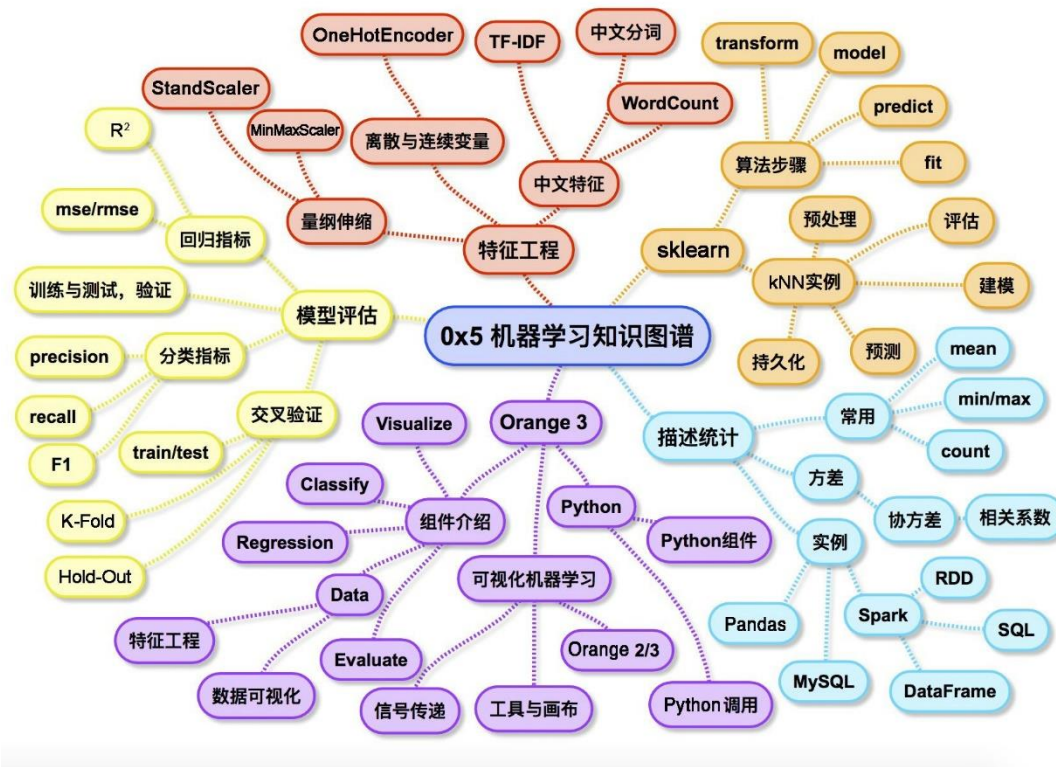 0x5 机器学习知识图谱
特征工程
量纲伸缩
StandScaler
MinMaxScaler
离散与连续变量
OneHotEncoder
中文特征
TF-IDF
中文分词
WordCount
sklearn
算法步骤
transform
model
predict
fit
kNN实例
预处理
评估
建模
预测
持久化
描述统计
常用
mean
min/max
count
方差
协方差
相关系数
实例
Pandas
MySQL
Spark
RDD
SQL
DataFrame
Orange 3
组件介绍
Visualize
Classify
Regression
Data
特征工程
数据可视化
Evaluate
可视化机器学习
信号传递
工具与画布
Orange 2/3
Python
Python组件
Python调用
模型评估
回归指标
R²
mse/rmse
训练与测试，验证
分类指标
precision
recall
F1
交叉验证
train/test
K-Fold
Hold-Out